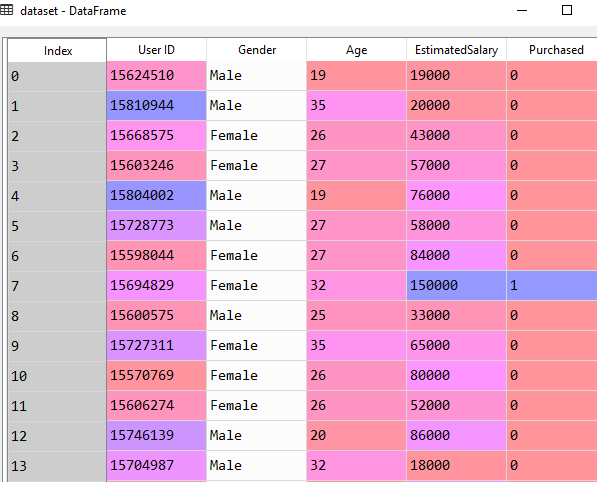 dataset - DataFrame
Index User ID Gender Age EstimatedSalary Purchased
0 15624510 Male 19 19000 0
1 15810944 Male 35 20000 0
2 15668575 Female 26 43000 0
3 15603246 Female 27 57000 0
4 15804002 Male 19 76000 0
5 15728773 Male 27 58000 0
6 15598044 Female 27 84000 0
7 15694829 Female 32 150000 1
8 15600575 Male 25 33000 0
9 15727311 Female 35 65000 0
10 15570769 Female 26 80000 0
11 15606274 Female 26 52000 0
12 15746139 Male 20 86000 0
13 15704987 Male 32 18000 0